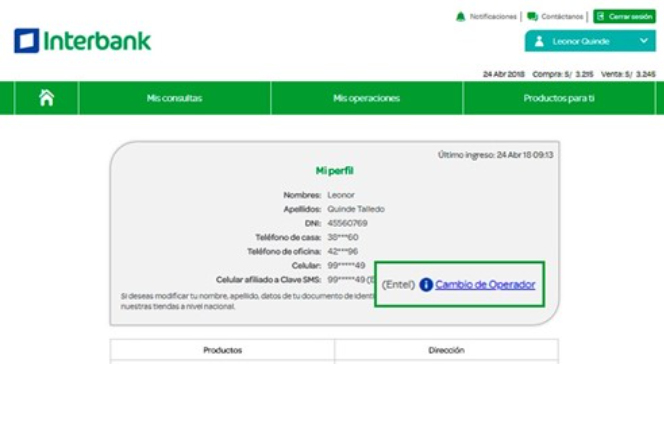 Notificaciones | Contáctanos | Cerrar sesión
Interbank
Leonor Quinde
24 Abr 2018 Compra: S/ 3.215 Venta: S/ 3.245
Mis consultas Mis operaciones Productos para ti
Último ingreso: 24 Abr 18 09:13
Mi perfil
Nombres: Leonor
Apellidos: Quinde Talledo
DNI: 45560769
Teléfono de casa: 38****60
Teléfono de oficina: 42****96
Celular: 99*****49
Celular afiliado a Clave SMS: 99*****49 (E
(Entel) Cambio de Operador
Si deseas modificar tu nombre, apellido, datos de tu documento de identi
nuestras tiendas a nivel nacional.
Productos Dirección